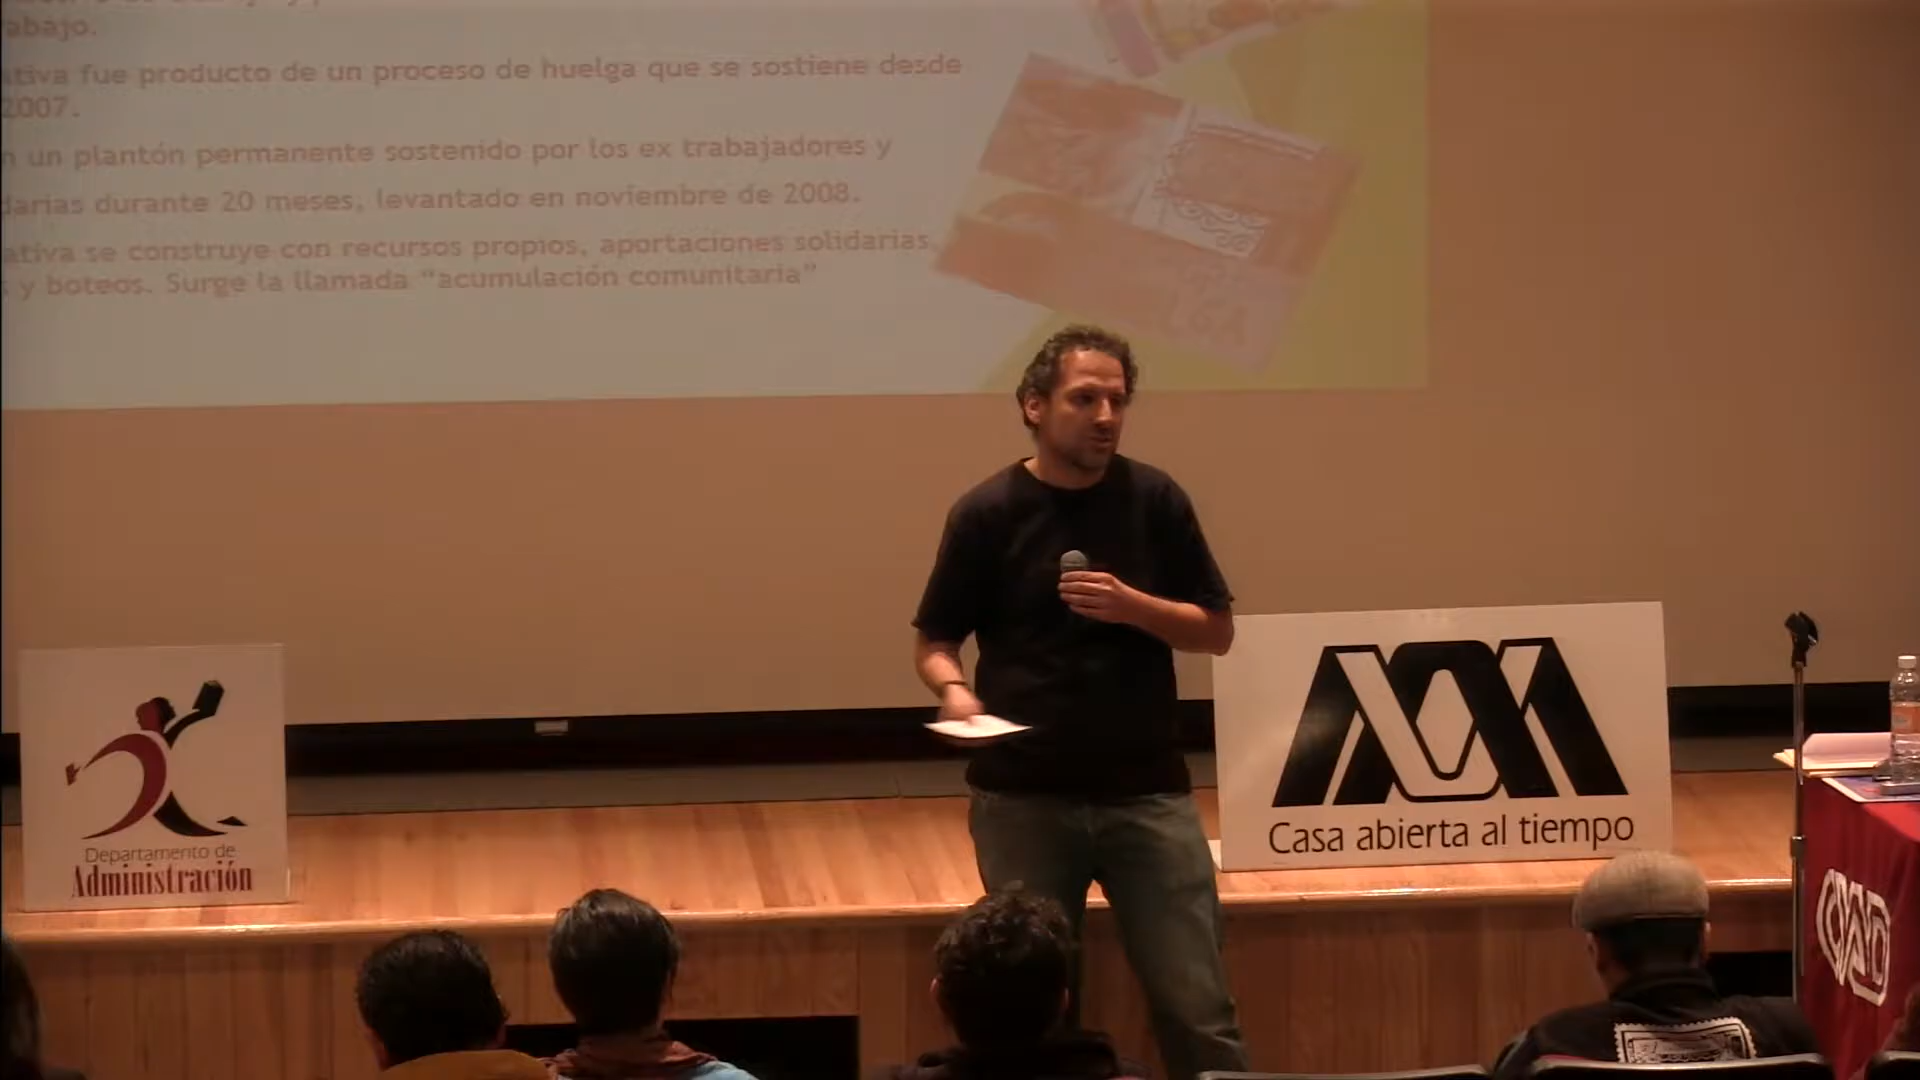 abajo.
ativa fue producto de un proceso de huelga que se sostiene desde
2007.
n un plantón permanente sostenido por los ex trabajadores y
darias durante 20 meses, levantado en noviembre de 2008.
ativa se construye con recursos propios, aportaciones solidarias,
s y boteos. Surge la llamada “acumulación comunitaria”
Departamento de
Administración
Casa abierta al tiempo